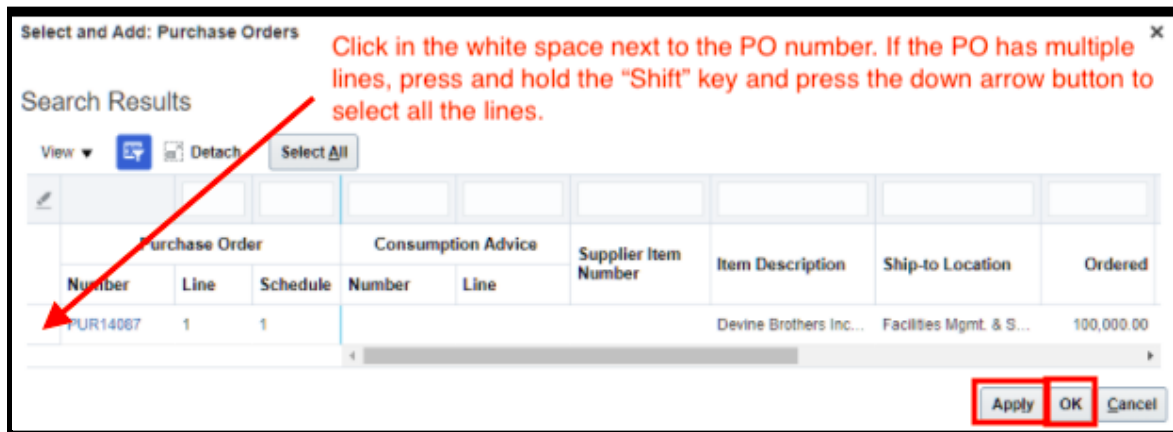 Select and Add: Purchase Orders
Click in the white space next to the PO number. If the PO has multiple
lines, press and hold the “Shift” key and press the down arrow button to
select all the lines.
Search Results
View Detach Select All
Purchase Order Consumption Advice Supplier Item Number Item Description Ship-to Location Ordered
Number Line Schedule Number Line
PUR14087 1 1 Devine Brothers Inc... Facilities Mgmt. & S... 100,000.00
Apply OK Cancel